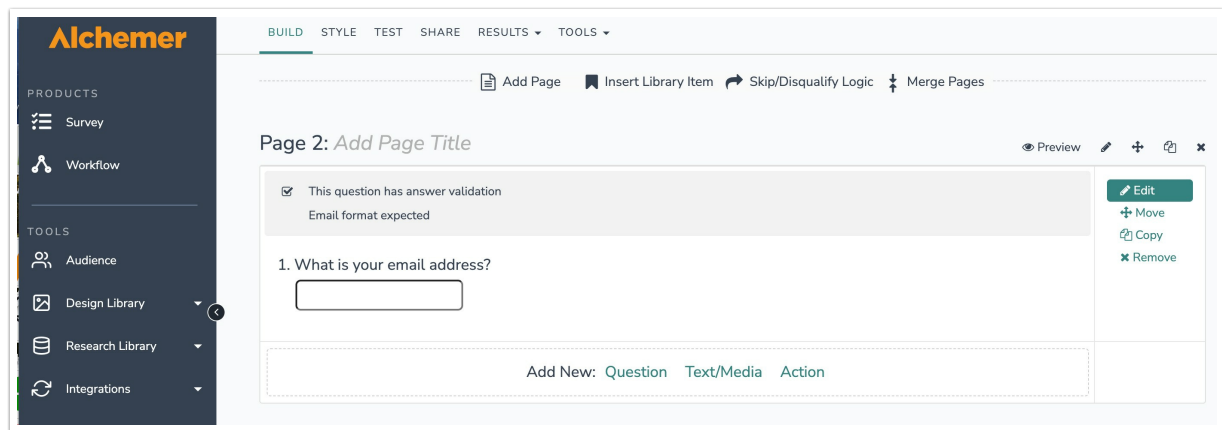 Alchemer
BUILD STYLE TEST SHARE RESULTS TOOLS
Add Page Insert Library Item Skip/Disqualify Logic Merge Pages
PRODUCTS
Survey
Workflow
TOOLS
Audience
Design Library
Research Library
Integrations
Page 2: Add Page Title
Preview
This question has answer validation
Email format expected
Edit
Move
Copy
Remove
1. What is your email address?
Add New: Question Text/Media Action